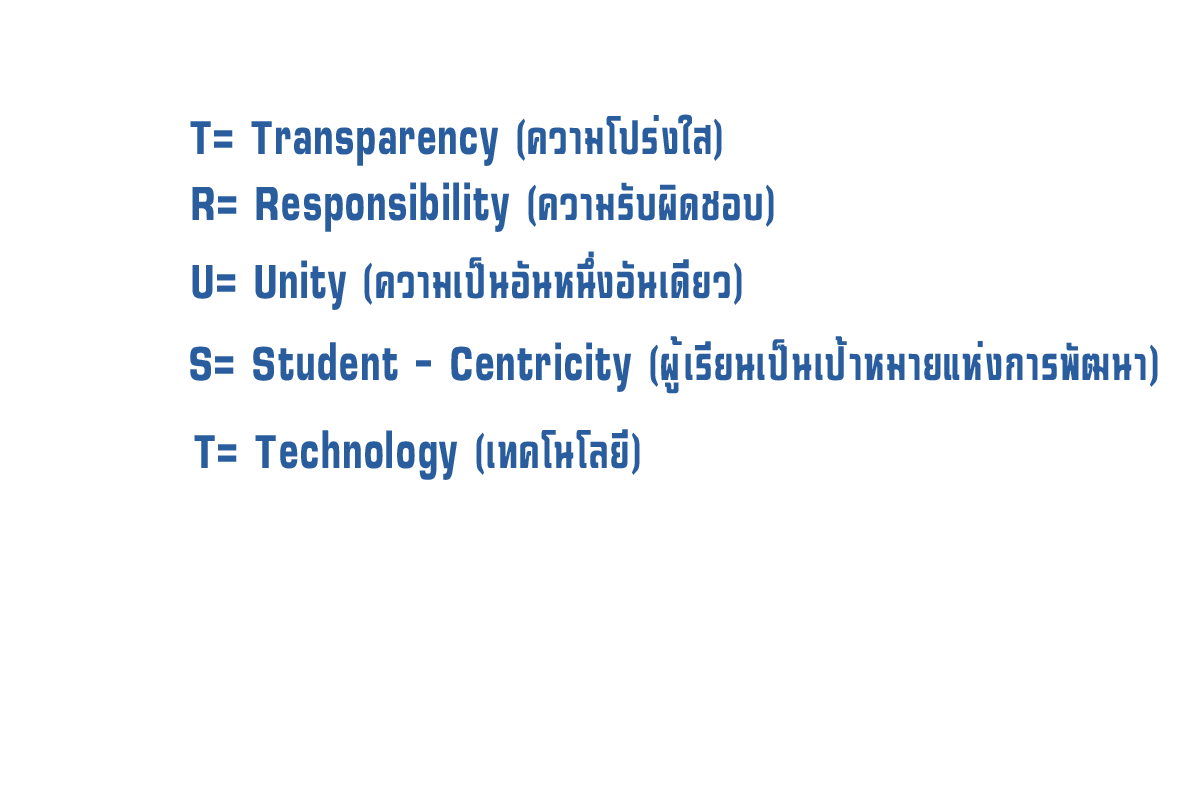 T= Transparency (ความโปร่งใส)
R= Responsibility (ความรับผิดชอบ)
U= Unity (ความเป็นอันหนึ่งอันเดียว)
S= Student - Centricity (ผู้เรียนเป็นเป้าหมายแห่งการพัฒนา)
T= Technology (เทคโนโลยี)